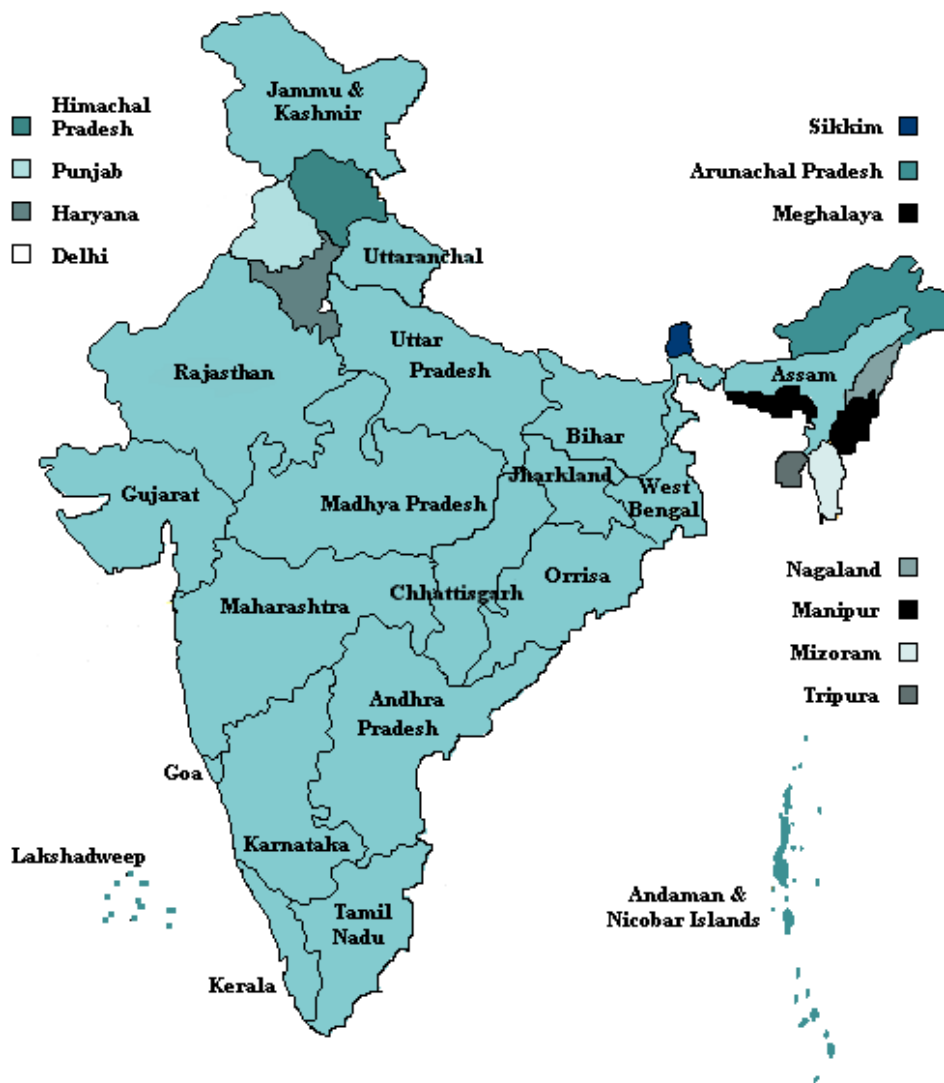 Jammu &
Kashmir
Himachal
Pradesh
Punjab
Haryana
Delhi
Sikkim
Arunachal Pradesh
Meghalaya
Uttaranchal
Uttar
Pradesh
Rajasthan
Assam
Bihar
Jharkland
Gujarat
Madhya Pradesh
West
Bengal
Orrisa
Chhattisgarh
Maharashtra
Nagaland
Manipur
Mizoram
Tripura
Andhra
Pradesh
Goa
Karnataka
Lakshadweep
Tamil
Nadu
Andaman &
Nicobar Islands
Kerala